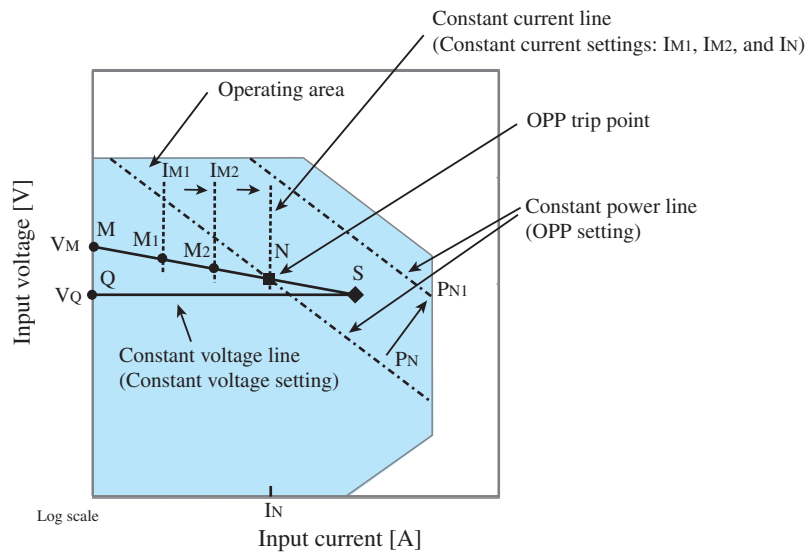 Constant current line
(Constant current settings: IM1, IM2, and IN)
Operating area
OPP trip point
IM1
IM2
Constant power line
(OPP setting)
Input voltage [V]
VM
M
M1
M2
N
S
VQ
Q
PN1
PN
Constant voltage line
(Constant voltage setting)
Log scale
IN
Input current [A]